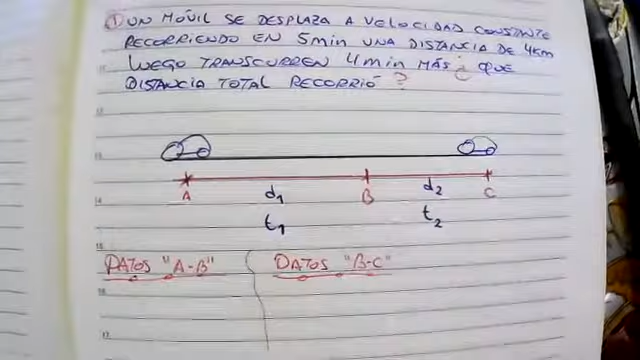 ① UN MÓVIL SE DESPLAZA A VELOCIDAD CONSTANTE
RECORRIENDO EN 5min UNA DISTANCIA DE 4Km
LUEGO TRANSCURREN 4min MÁS ¿ QUE
DISTANCIA TOTAL RECORRIÓ ?
A B C
d₁ d₂
t₁ t₂
DATOS "A-B" DATOS "B-C"